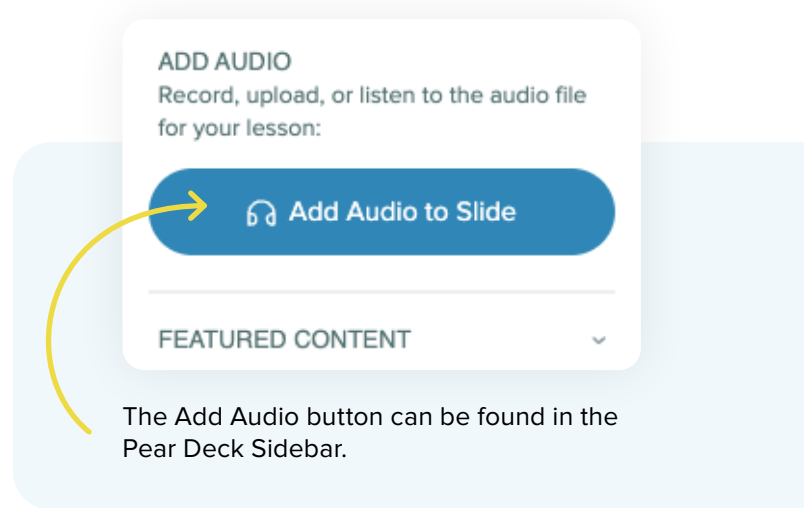 ADD AUDIO
Record, upload, or listen to the audio file
for your lesson:
Add Audio to Slide
FEATURED CONTENT
The Add Audio button can be found in the
Pear Deck Sidebar.